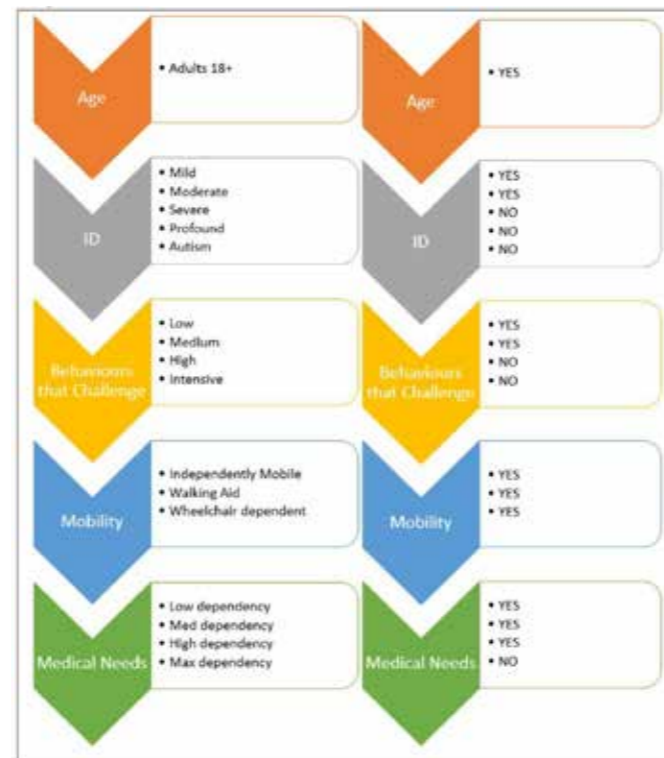 Age
• Adults 18+
Age
• YES
ID
• Mild
• Moderate
• Severe
• Profound
• Autism
ID
• YES
• YES
• NO
• NO
• NO
Behaviours
that Challenge
• Low
• Medium
• High
• Intensive
Behaviours
that Challenge
• YES
• YES
• NO
• NO
Mobility
• Independently Mobile
• Walking Aid
• Wheelchair dependent
Mobility
• YES
• YES
• YES
Medical Needs
• Low dependency
• Med dependency
• High dependency
• Max dependency
Medical Needs
• YES
• YES
• YES
• NO